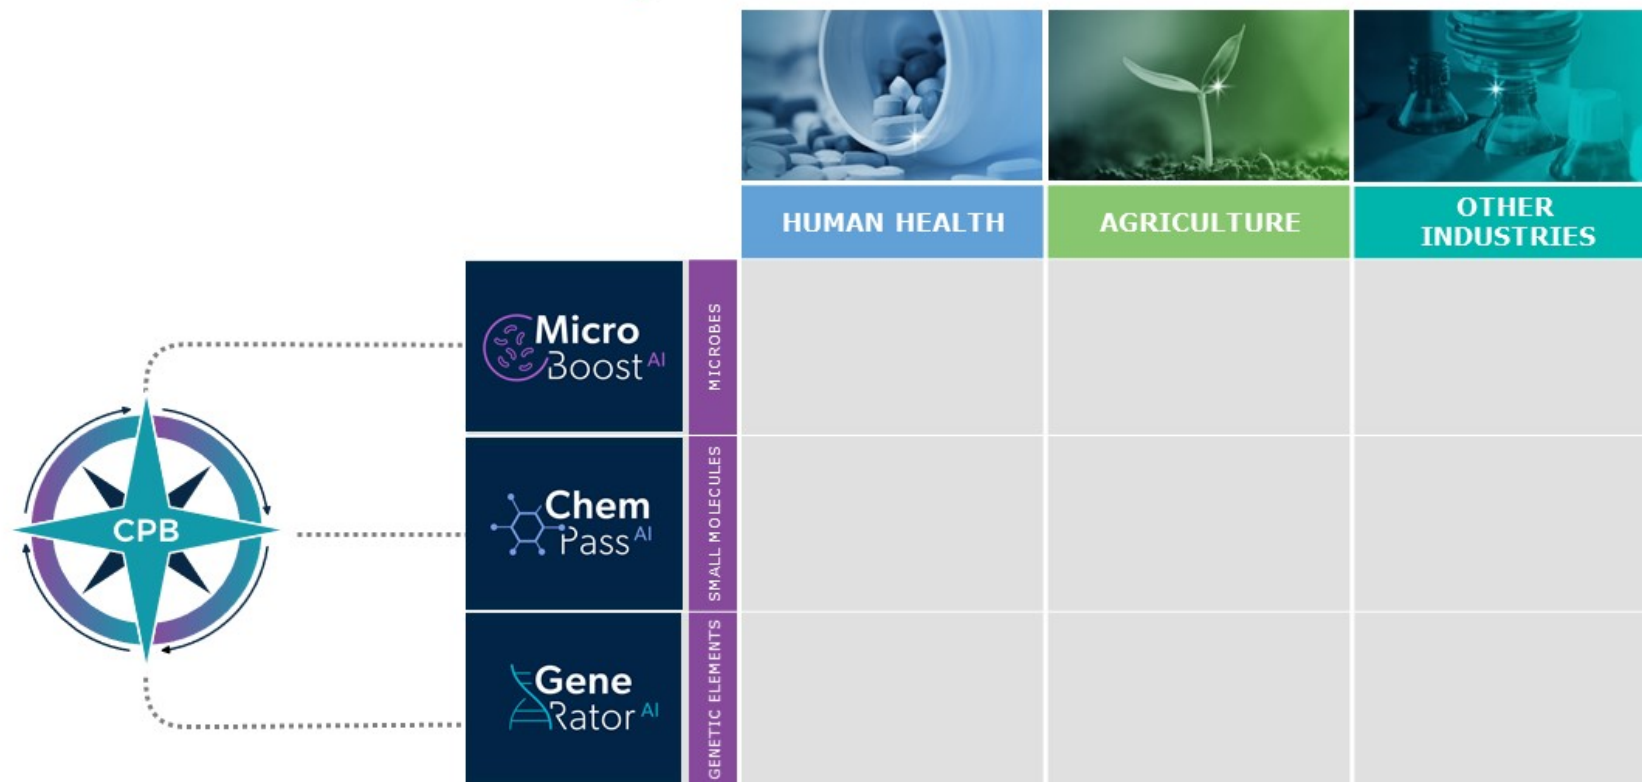 HUMAN HEALTH
AGRICULTURE
OTHER
INDUSTRIES
Micro
Boost AI
MICROBES
CPB
Chem
Pass AI
SMALL MOLECULES
Gene
Rator AI
GENETIC ELEMENTS